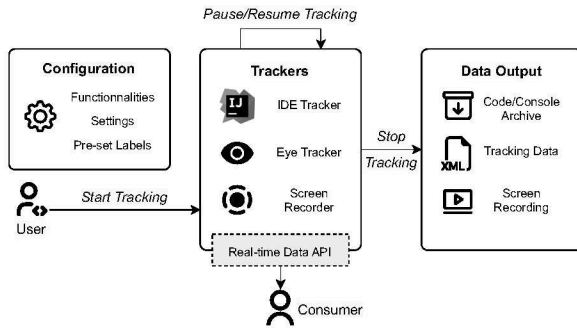 Pause/Resume Tracking
Configuration
Functionnalities
Settings
Pre-set Labels
User
Start Tracking
Trackers
IJ
IDE Tracker
Eye Tracker
Screen
Recorder
Real-time Data API
Consumer
Stop
Tracking
Data Output
Code/Console
Archive
XML
Tracking Data
Screen
Recording